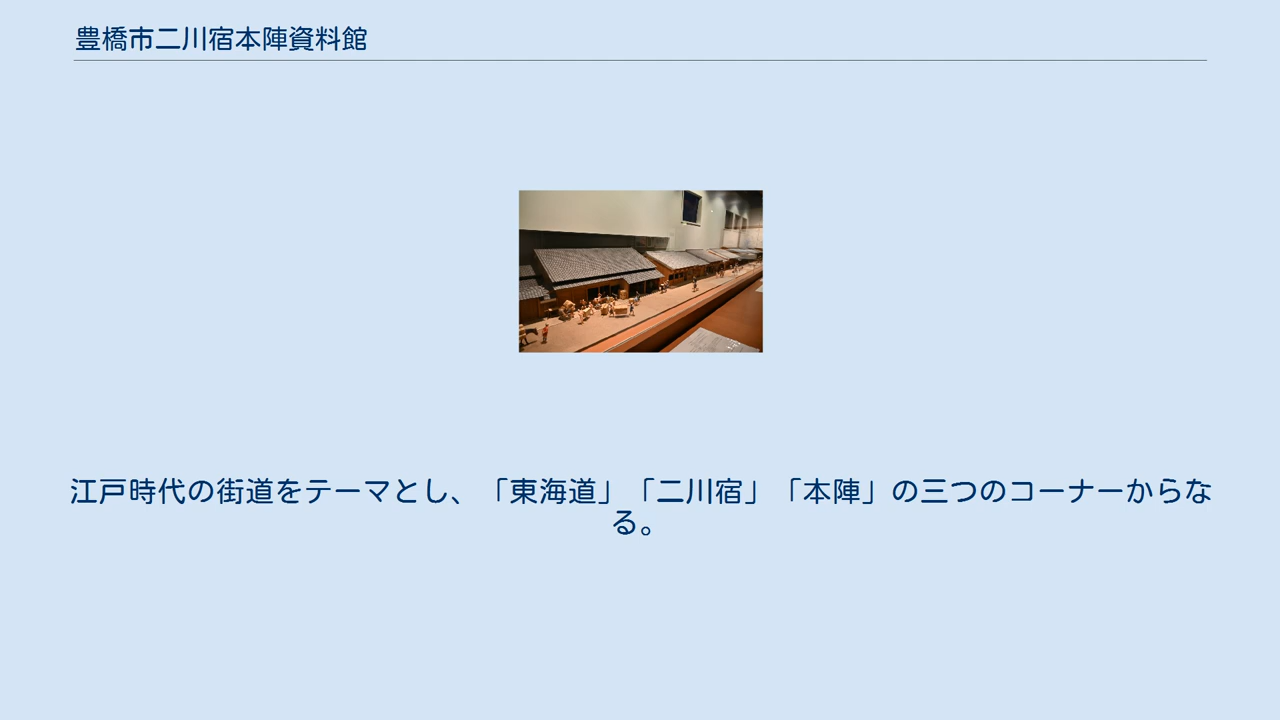 豊橋市二川宿本陣資料館
江戸時代の街道をテーマとし、「東海道」「二川宿」「本陣」の三つのコーナーからな
る。